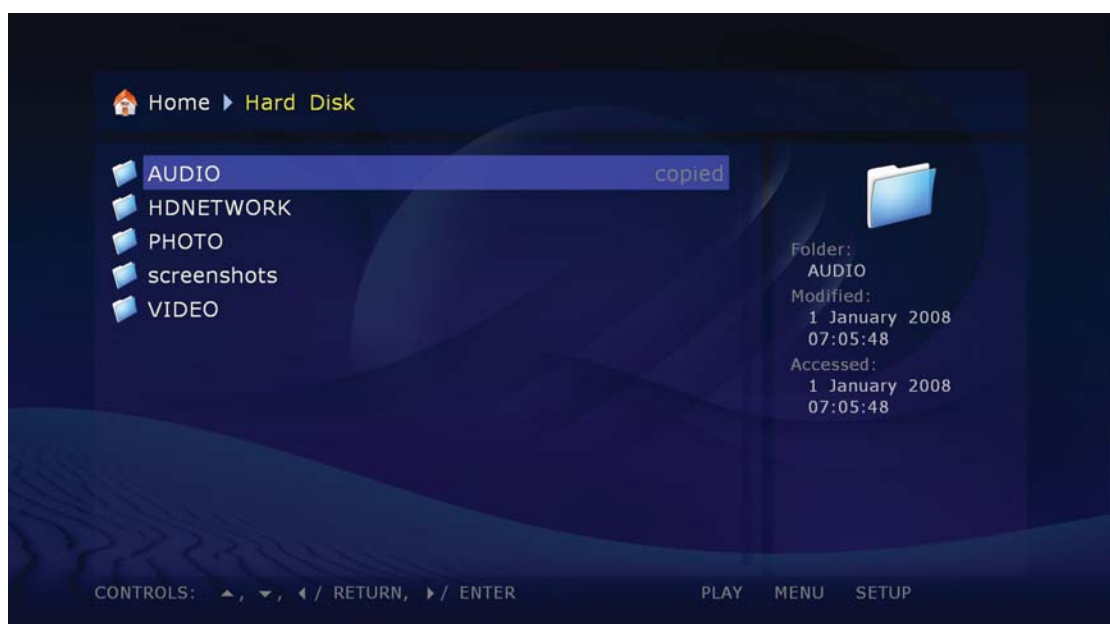 Home Hard Disk
AUDIO copied
HDNETWORK
PHOTO
screenshots
VIDEO
Folder:
AUDIO
Modified:
1 January 2008
07:05:48
Accessed:
1 January 2008
07:05:48
CONTROLS: ▲, ▼, ◀/ RETURN, ▶/ ENTER PLAY MENU SETUP